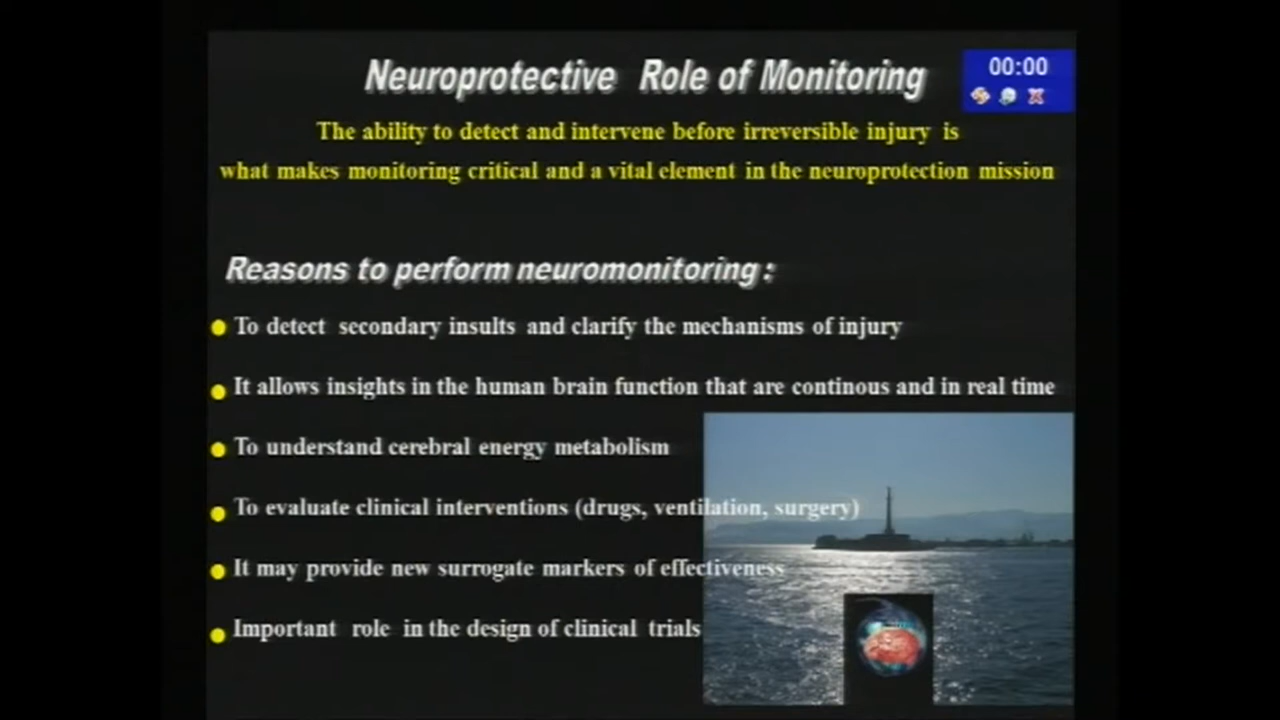 Neuroprotective Role of Monitoring
00:00
The ability to detect and intervene before irreversible injury is
what makes monitoring critical and a vital element in the neuroprotection mission
Reasons to perform neuromonitoring :
To detect secondary insults and clarify the mechanisms of injury
It allows insights in the human brain function that are continous and in real time
To understand cerebral energy metabolism
To evaluate clinical interventions (drugs, ventilation, surgery)
It may provide new surrogate markers of effectiveness
Important role in the design of clinical trials